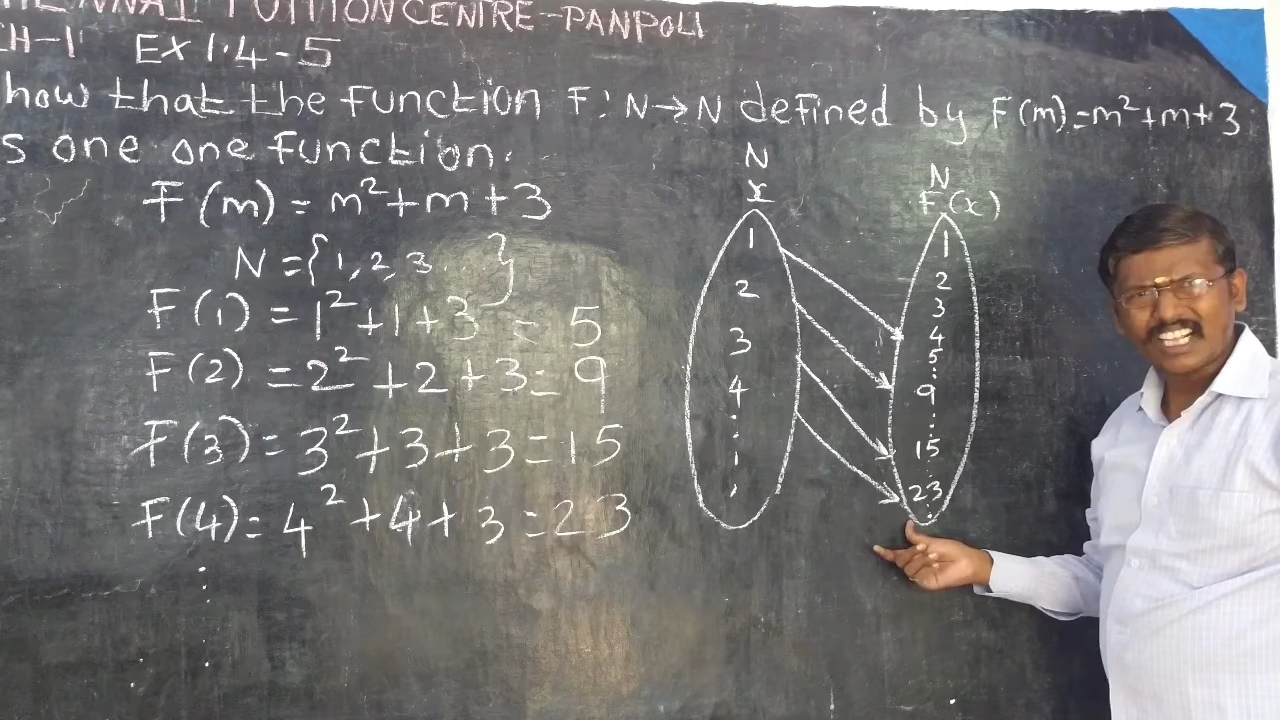 TUITION CENTRE-PANPOLI
EX 1.4-5
how that the function F: N→N defined by F(m)=m²+m+3
s one one function.
F(m) = m²+m+3
N = {1,2,3...}
F(1) = 1²+1+3 = 5
F(2) = 2²+2+3= 9
F(3) = 3²+3+3=15
F(4) = 4²+4+3=23
N
x
1
2
3
4
N
F(x)
1
2
3
4
5
9
15
23